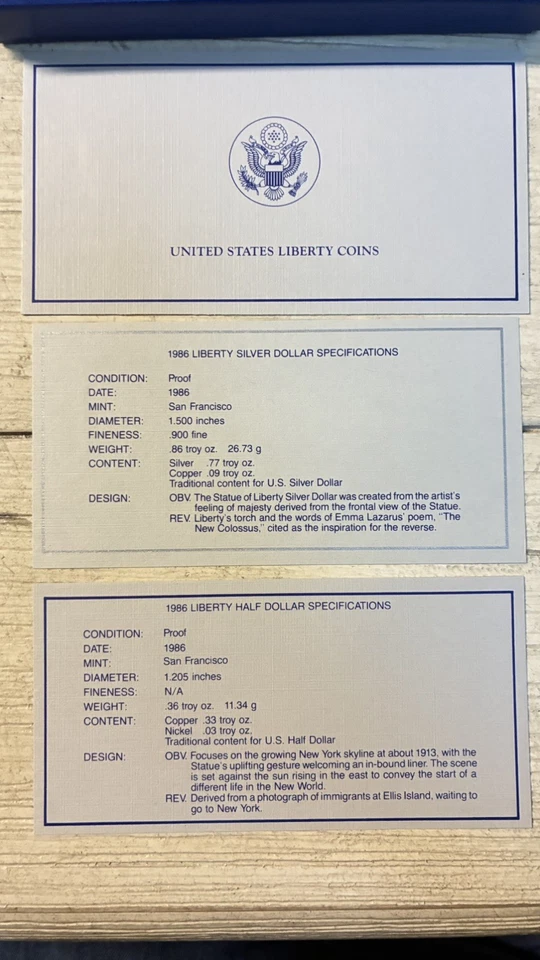 UNITED STATES LIBERTY COINS
1986 LIBERTY SILVER DOLLAR SPECIFICATIONS
CONDITION: Proof
DATE: 1986
MINT: San Francisco
DIAMETER: 1.500 inches
FINENESS: .900 fine
WEIGHT: .86 troy oz. 26.73 g
CONTENT: Silver .77 troy oz.
Copper .09 troy oz.
Traditional content for U.S. Silver Dollar
DESIGN: OBV. The Statue of Liberty Silver Dollar was created from the artist's
feeling of majesty derived from the frontal view of the Statue.
REV. Liberty's torch and the words of Emma Lazarus' poem, "The
New Colossus," cited as the inspiration for the reverse.
1986 LIBERTY HALF DOLLAR SPECIFICATIONS
CONDITION: Proof
DATE: 1986
MINT: San Francisco
DIAMETER: 1.205 inches
FINENESS: N/A
WEIGHT: .36 troy oz. 11.34 g
CONTENT: Copper .33 troy oz.
Nickel .03 troy oz.
Traditional content for U.S. Half Dollar
DESIGN: OBV. Focuses on the growing New York skyline at about 1913, with the
Statue's uplifting gesture welcoming an in-bound liner. The scene
is set against the sun rising in the east to convey the start of a
different life in the New World.
REV. Derived from a photograph of immigrants at Ellis Island, waiting to
go to New York.